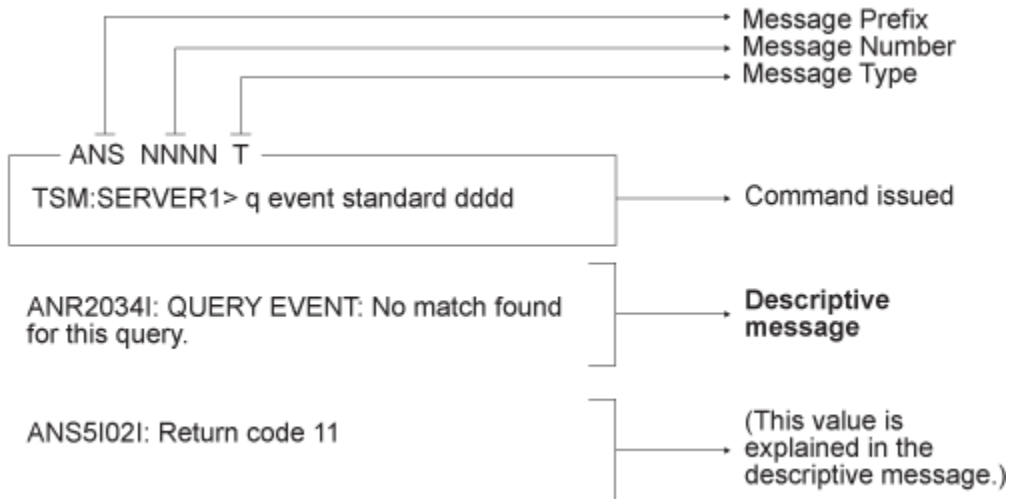 Message Prefix
Message Number
Message Type
ANS NNNN T
TSM:SERVER1> q event standard dddd
Command issued
ANR2034I: QUERY EVENT: No match found
for this query.
Descriptive
message
ANS5I02I: Return code 11
(This value is
explained in the
descriptive message.)